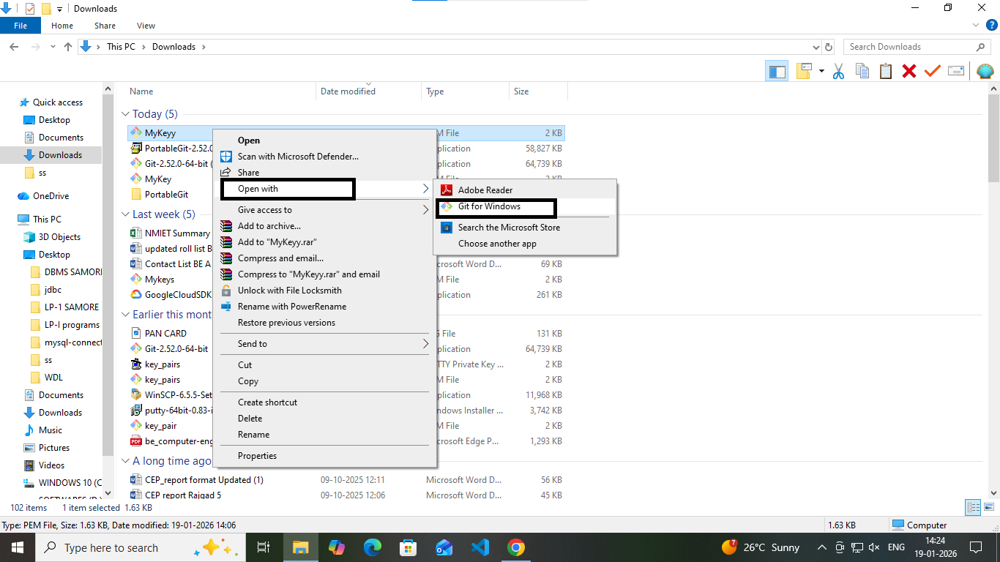 Downloads
File Home Share View
This PC Downloads Search Downloads
Name Date modified Type Size
Quick access
Desktop
Documents
Downloads
ss
OneDrive
This PC
3D Objects
Desktop
DBMS SAMORE
jdbc
LP-1 SAMORE
LP-I programs
mysql-connect
ss
WDL
Documents
Downloads
Music
Pictures
Videos
WINDOWS 10 (C
SOFTWARES (D:)
Today (5)
MyKeyy M File 2 KB
PortableGit-2.52.0 plication 58,827 KB
Git-2.52.0-64-bit ( plication 64,739 KB
MyKey M File 2 KB
PortableGit
Last week (5)
NMIET Summary
updated roll list B
Contact List BE A crosoft Word D... 69 KB
Mykeys M File 2 KB
GoogleCloudSDK plication 261 KB
Earlier this mont
PAN CARD G File 131 KB
Git-2.52.0-64-bit plication 64,739 KB
key_pairs TTY Private Key ... 2 KB
key_pairs M File 2 KB
WinSCP-6.5.5-Set plication 11,968 KB
putty-64bit-0.83-i ndows Installer ... 3,742 KB
key_pair M File 2 KB
be_computer-eng crosoft Edge P... 1,293 KB
A long time ago
CEP_report format Updated (1) 09-10-2025 12:11 Microsoft Word D... 56 KB
CEP report Rajgad 5 09-10-2025 12:06 Microsoft Word D... 45 KB
Open
Scan with Microsoft Defender...
Share
Open with
Give access to
Add to archive...
Add to "MyKeyy.rar"
Compress and email...
Compress to "MyKeyy.rar" and email
Unlock with File Locksmith
Rename with PowerRename
Restore previous versions
Send to
Cut
Copy
Create shortcut
Delete
Rename
Properties
Adobe Reader
Git for Windows
Search the Microsoft Store
Choose another app
102 items 1 item selected 1.63 KB
Type: PEM File, Size: 1.63 KB, Date modified: 19-01-2026 14:06 1.63 KB Computer
Type here to search 7 26°C Sunny ENG 14:24
19-01-2026